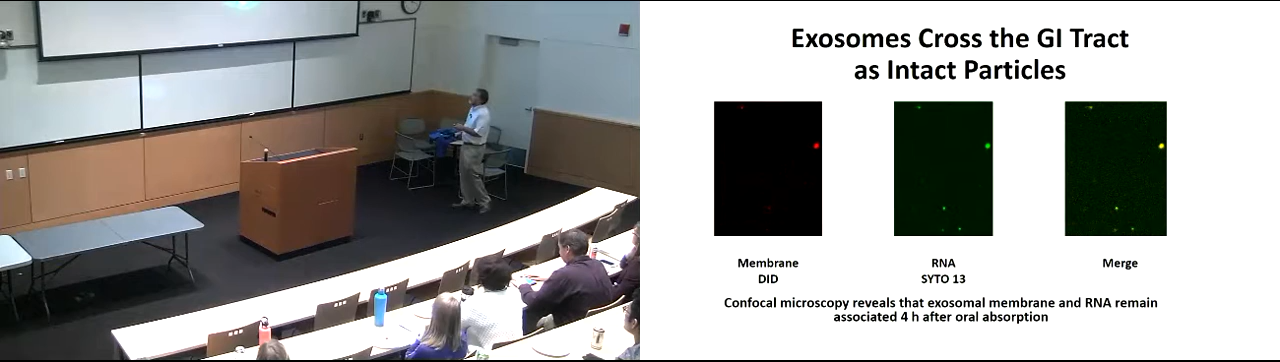 Exosomes Cross the GI Tract
as Intact Particles
Membrane
DID
RNA
SYTO 13
Merge
Confocal microscopy reveals that exosomal membrane and RNA remain
associated 4 h after oral absorption